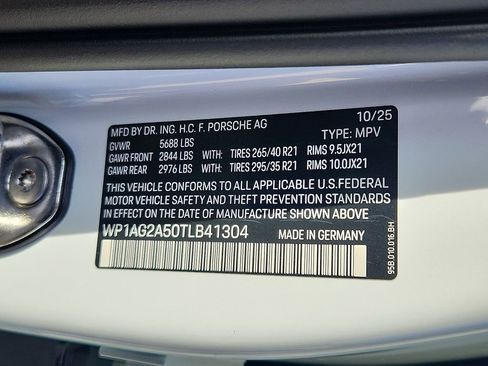 MFD BY DR. ING. H.C. F. PORSCHE AG 10/25
GVWR 5688 LBS TYPE: MPV
GAWR FRONT 2844 LBS WITH: TIRES 265/40 R21 RIMS 9.5JX21
GAWR REAR 2976 LBS WITH: TIRES 295/35 R21 RIMS 10.0JX21
THIS VEHICLE CONFORMS TO ALL APPLICABLE U.S.FEDERAL
MOTOR VEHICLE SAFETY AND THEFT PREVENTION STANDARDS
IN EFFECT ON THE DATE OF MANUFACTURE SHOWN ABOVE
WP1AG2A50TLB41304 MADE IN GERMANY
95B.010.016.BH